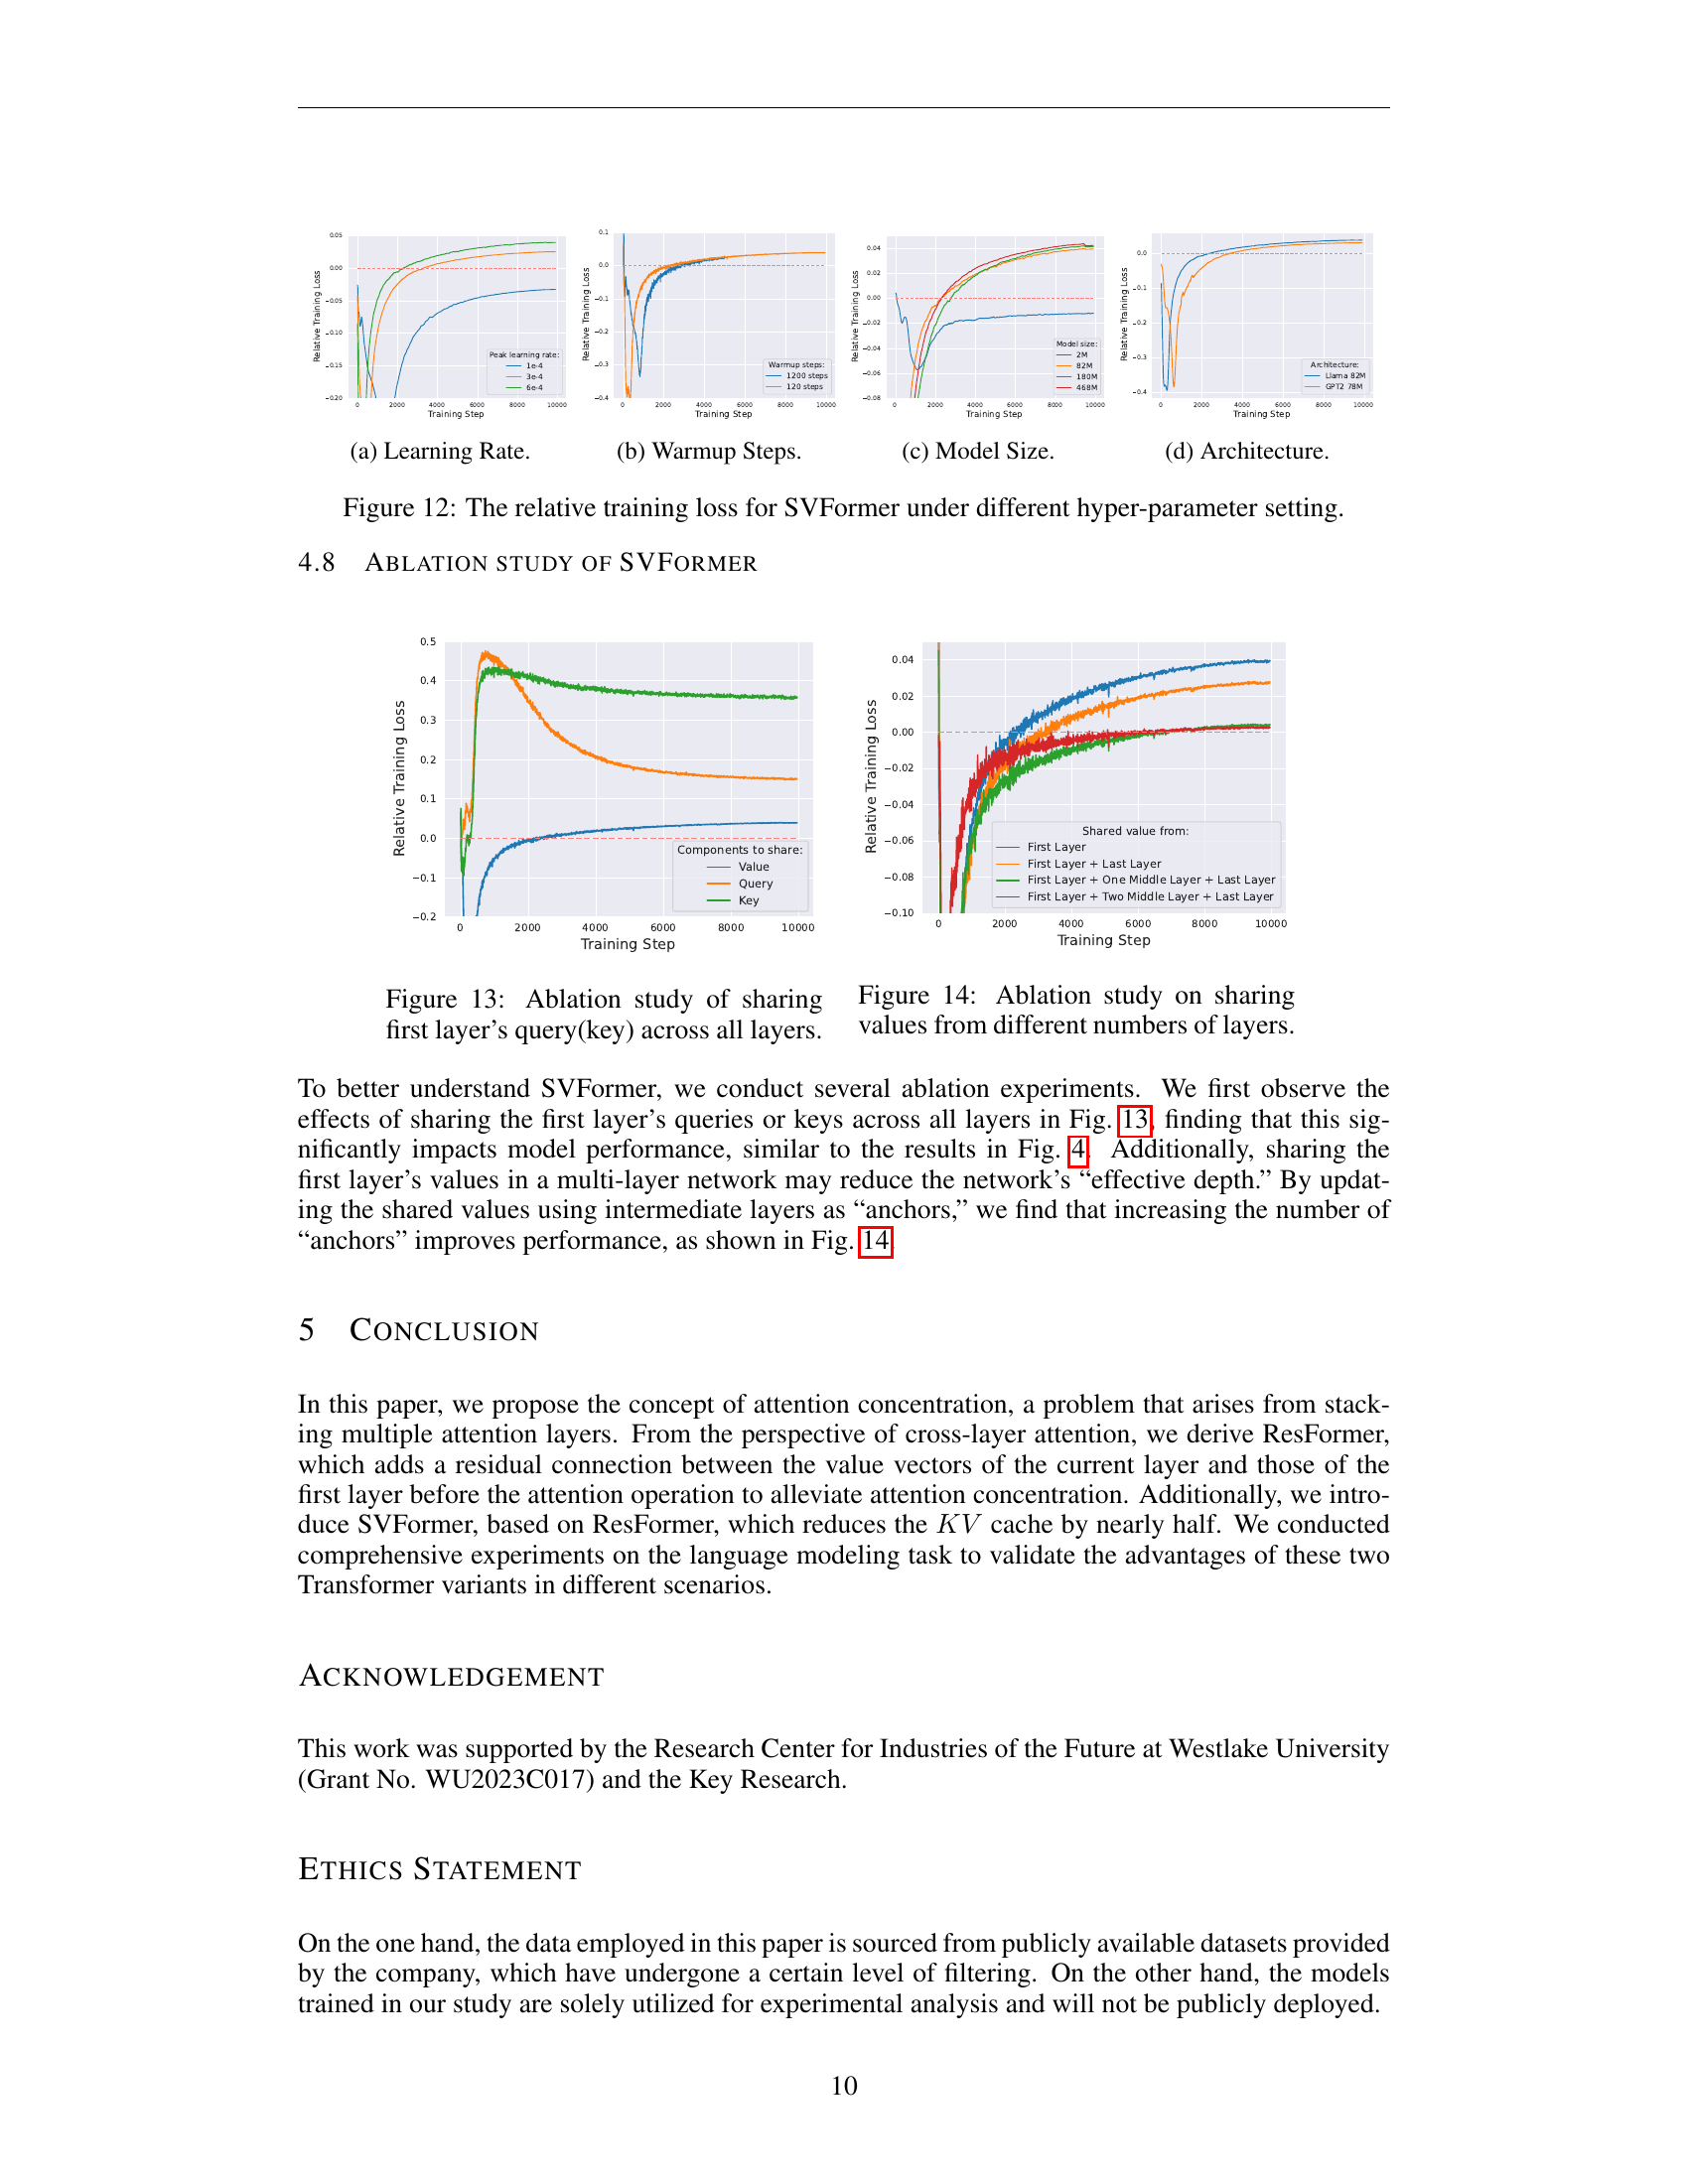 0.05
0.00
−0.05
−0.10
−0.15
−0.20
Relative Training Loss
0 2000 4000 6000 8000 10000
Training Step
Peak learning rate:
1e-4
3e-4
6e-4
(a) Learning Rate.
0.1
0.0
−0.1
−0.2
−0.3
−0.4
Relative Training Loss
0 2000 4000 6000 8000 10000
Training Step
Warmup steps:
1200 steps
120 steps
(b) Warmup Steps.
0.04
0.02
0.00
−0.02
−0.04
−0.06
−0.08
Relative Training Loss
0 2000 4000 6000 8000 10000
Training Step
Model size:
2M
82M
180M
468M
(c) Model Size.
0.0
−0.1
−0.2
−0.3
−0.4
Relative Training Loss
0 2000 4000 6000 8000 10000
Training Step
Architecture:
Llama 82M
GPT2 78M
(d) Architecture.
Figure 12: The relative training loss for SVFormer under different hyper-parameter setting.
4.8 ABLATION STUDY OF SVFORMER
0.5
0.4
0.3
0.2
0.1
0.0
−0.1
−0.2
Relative Training Loss
0 2000 4000 6000 8000 10000
Training Step
Components to share:
Value
Query
Key
Figure 13: Ablation study of sharing
first layer’s query(key) across all layers.
0.04
0.02
0.00
−0.02
−0.04
−0.06
−0.08
−0.10
Relative Training Loss
0 2000 4000 6000 8000 10000
Training Step
Shared value from:
First Layer
First Layer + Last Layer
First Layer + One Middle Layer + Last Layer
First Layer + Two Middle Layer + Last Layer
Figure 14: Ablation study on sharing
values from different numbers of layers.
To better understand SVFormer, we conduct several ablation experiments. We first observe the
effects of sharing the first layer’s queries or keys across all layers in Fig. 13, finding that this sig-
nificantly impacts model performance, similar to the results in Fig. 4. Additionally, sharing the
first layer’s values in a multi-layer network may reduce the network’s “effective depth.” By updat-
ing the shared values using intermediate layers as “anchors,” we find that increasing the number of
“anchors” improves performance, as shown in Fig. 14.
5 CONCLUSION
In this paper, we propose the concept of attention concentration, a problem that arises from stack-
ing multiple attention layers. From the perspective of cross-layer attention, we derive ResFormer,
which adds a residual connection between the value vectors of the current layer and those of the
first layer before the attention operation to alleviate attention concentration. Additionally, we intro-
duce SVFormer, based on ResFormer, which reduces the KV cache by nearly half. We conducted
comprehensive experiments on the language modeling task to validate the advantages of these two
Transformer variants in different scenarios.
ACKNOWLEDGEMENT
This work was supported by the Research Center for Industries of the Future at Westlake University
(Grant No. WU2023C017) and the Key Research.
ETHICS STATEMENT
On the one hand, the data employed in this paper is sourced from publicly available datasets provided
by the company, which have undergone a certain level of filtering. On the other hand, the models
trained in our study are solely utilized for experimental analysis and will not be publicly deployed.
10